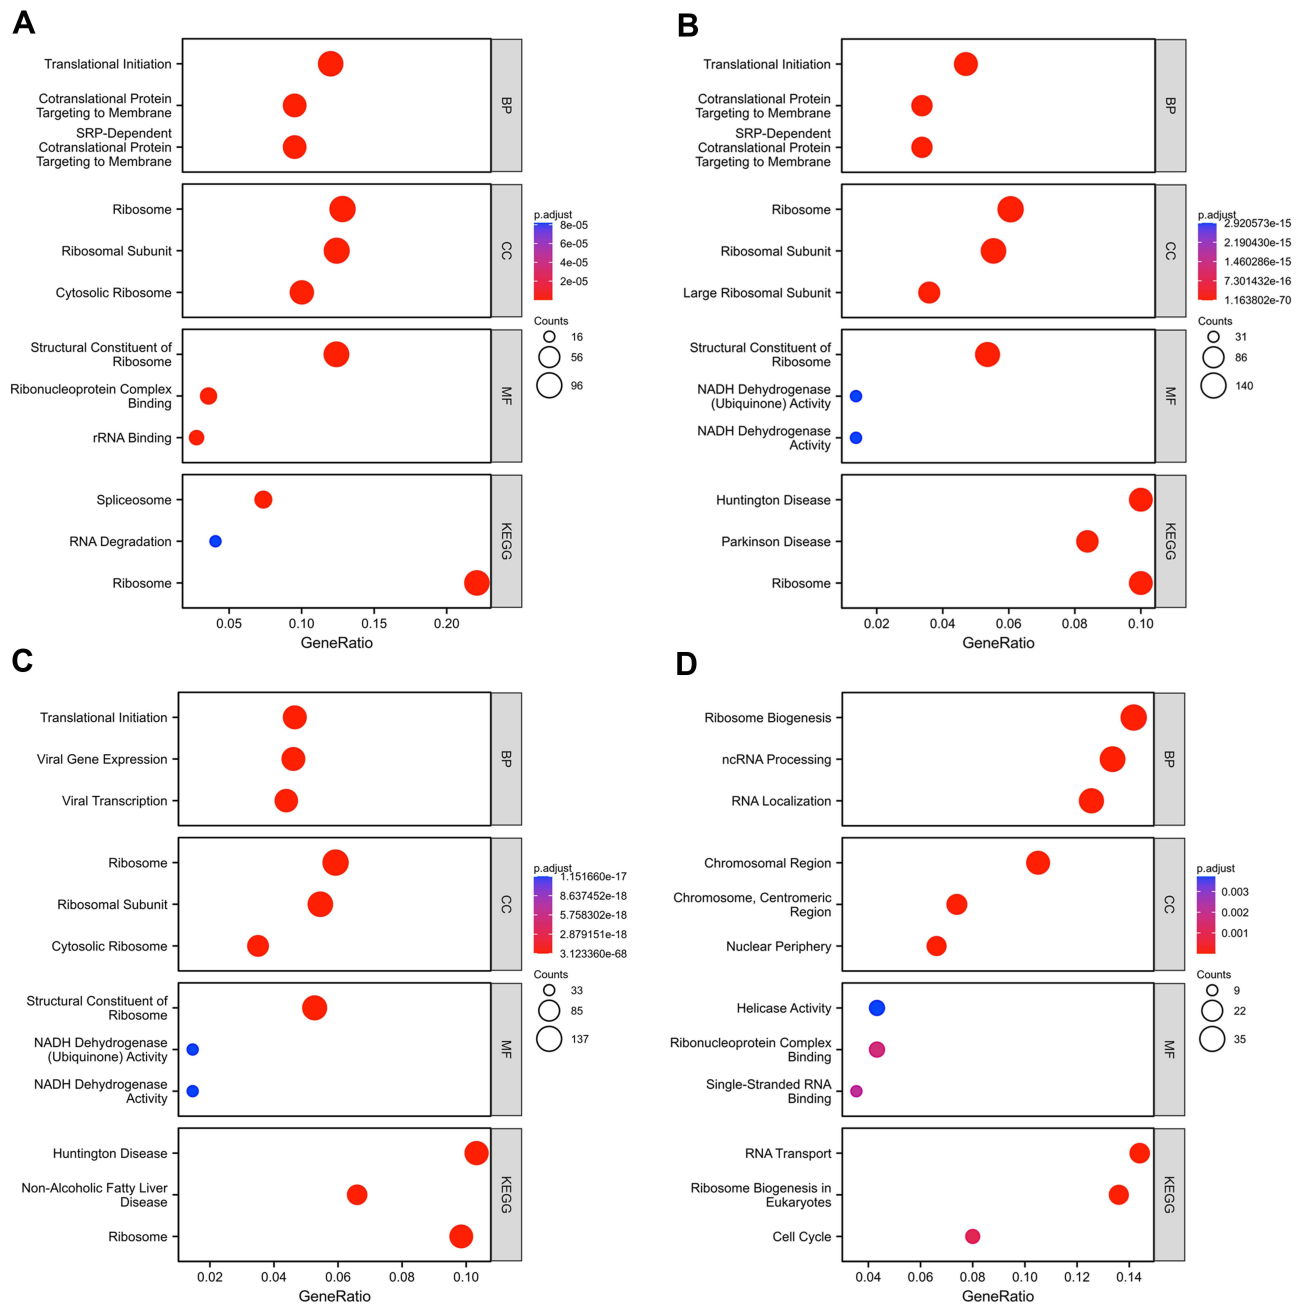 A
Translational Initiation
Cotranslational Protein
Targeting to Membrane
SRP-Dependent
Cotranslational Protein
Targeting to Membrane
BP
Ribosome
Ribosomal Subunit
Cytosolic Ribosome
CC
Structural Constituent of
Ribosome
Ribonucleoprotein Complex
Binding
rRNA Binding
MF
Spliceosome
RNA Degradation
Ribosome
KEGG
0.05 0.10 0.15 0.20
GeneRatio
p.adjust
8e-05
6e-05
4e-05
2e-05
Counts
16
56
96
B
Translational Initiation
Cotranslational Protein
Targeting to Membrane
SRP-Dependent
Cotranslational Protein
Targeting to Membrane
BP
Ribosome
Ribosomal Subunit
Large Ribosomal Subunit
CC
Structural Constituent of
Ribosome
NADH Dehydrogenase
(Ubiquinone) Activity
NADH Dehydrogenase
Activity
MF
Huntington Disease
Parkinson Disease
Ribosome
KEGG
0.02 0.04 0.06 0.08 0.10
GeneRatio
p.adjust
2.920573e-15
2.190430e-15
1.460286e-15
7.301432e-16
1.163802e-70
Counts
31
86
140
C
Translational Initiation
Viral Gene Expression
Viral Transcription
BP
Ribosome
Ribosomal Subunit
Cytosolic Ribosome
CC
Structural Constituent of
Ribosome
NADH Dehydrogenase
(Ubiquinone) Activity
NADH Dehydrogenase
Activity
MF
Huntington Disease
Non-Alcoholic Fatty Liver
Disease
Ribosome
KEGG
0.02 0.04 0.06 0.08 0.10
GeneRatio
p.adjust
1.151660e-17
8.637452e-18
5.758302e-18
2.879151e-18
3.123360e-68
Counts
33
85
137
D
Ribosome Biogenesis
ncRNA Processing
RNA Localization
BP
Chromosomal Region
Chromosome, Centromeric
Region
Nuclear Periphery
CC
Helicase Activity
Ribonucleoprotein Complex
Binding
Single-Stranded RNA
Binding
MF
RNA Transport
Ribosome Biogenesis in
Eukaryotes
Cell Cycle
KEGG
0.04 0.06 0.08 0.10 0.12 0.14
GeneRatio
p.adjust
0.003
0.002
0.001
Counts
9
22
35